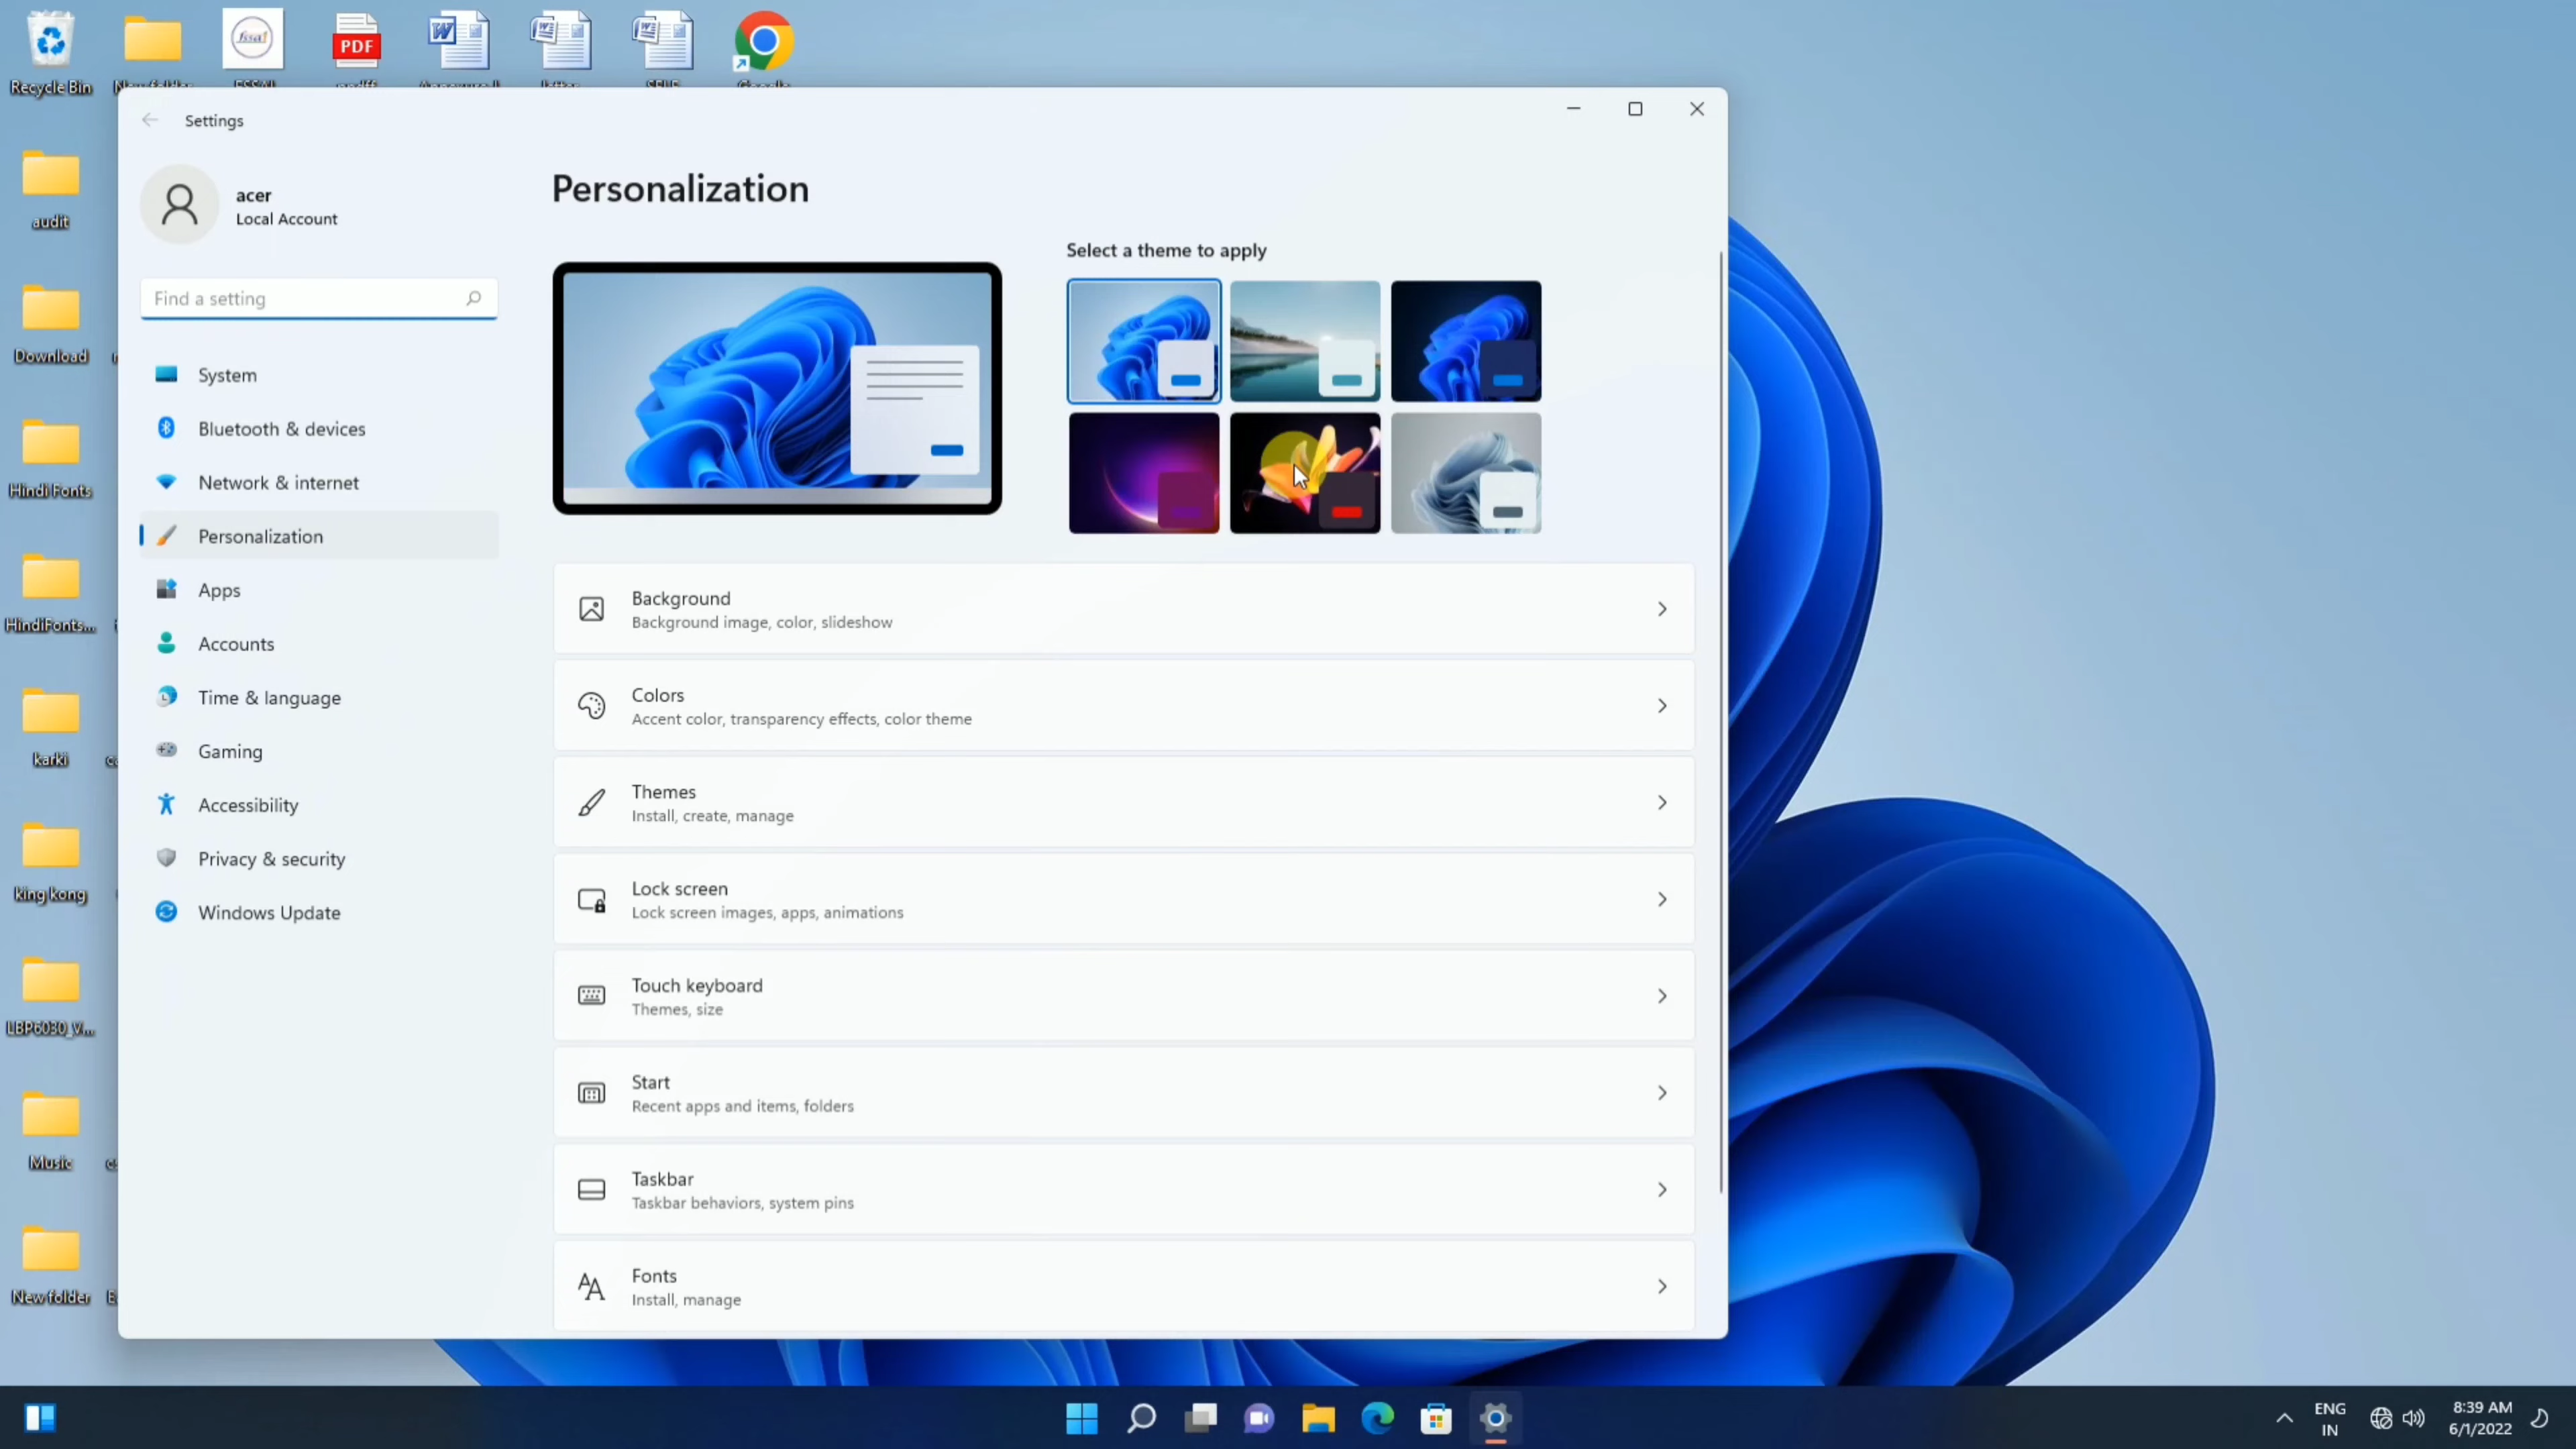 fssai
PDF
Recycle Bin
Settings
acer
Local Account
Find a setting
System
Bluetooth & devices
Network & internet
Personalization
Apps
Accounts
Time & language
Gaming
Accessibility
Privacy & security
Windows Update
Personalization
Select a theme to apply
Background
Background image, color, slideshow
Colors
Accent color, transparency effects, color theme
Themes
Install, create, manage
Lock screen
Lock screen images, apps, animations
Touch keyboard
Themes, size
Start
Recent apps and items, folders
Taskbar
Taskbar behaviors, system pins
Fonts
Install, manage
audit
Download
Hindi Fonts
HindiFonts...
karki
king kong
LBP6030_V...
Music
New folder
ENG
IN
8:39 AM
6/1/2022